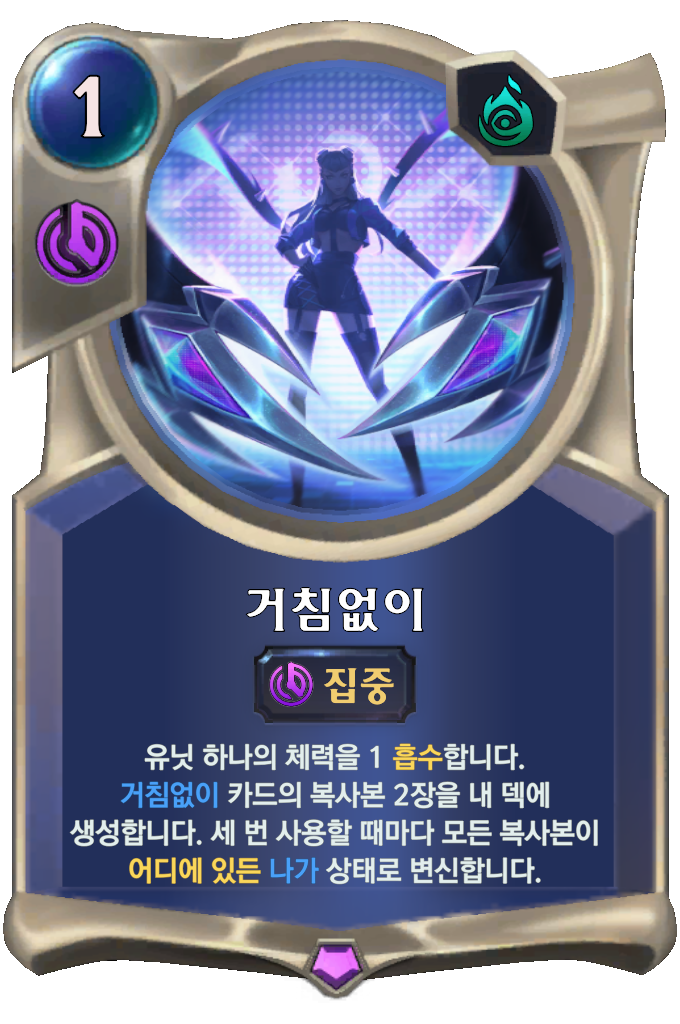 1
거침없이
집중
유닛 하나의 체력을 1 흡수합니다.
거침없이 카드의 복사본 2장을 내 덱에
생성합니다. 세 번 사용할 때마다 모든 복사본이
어디에 있든 나가 상태로 변신합니다.